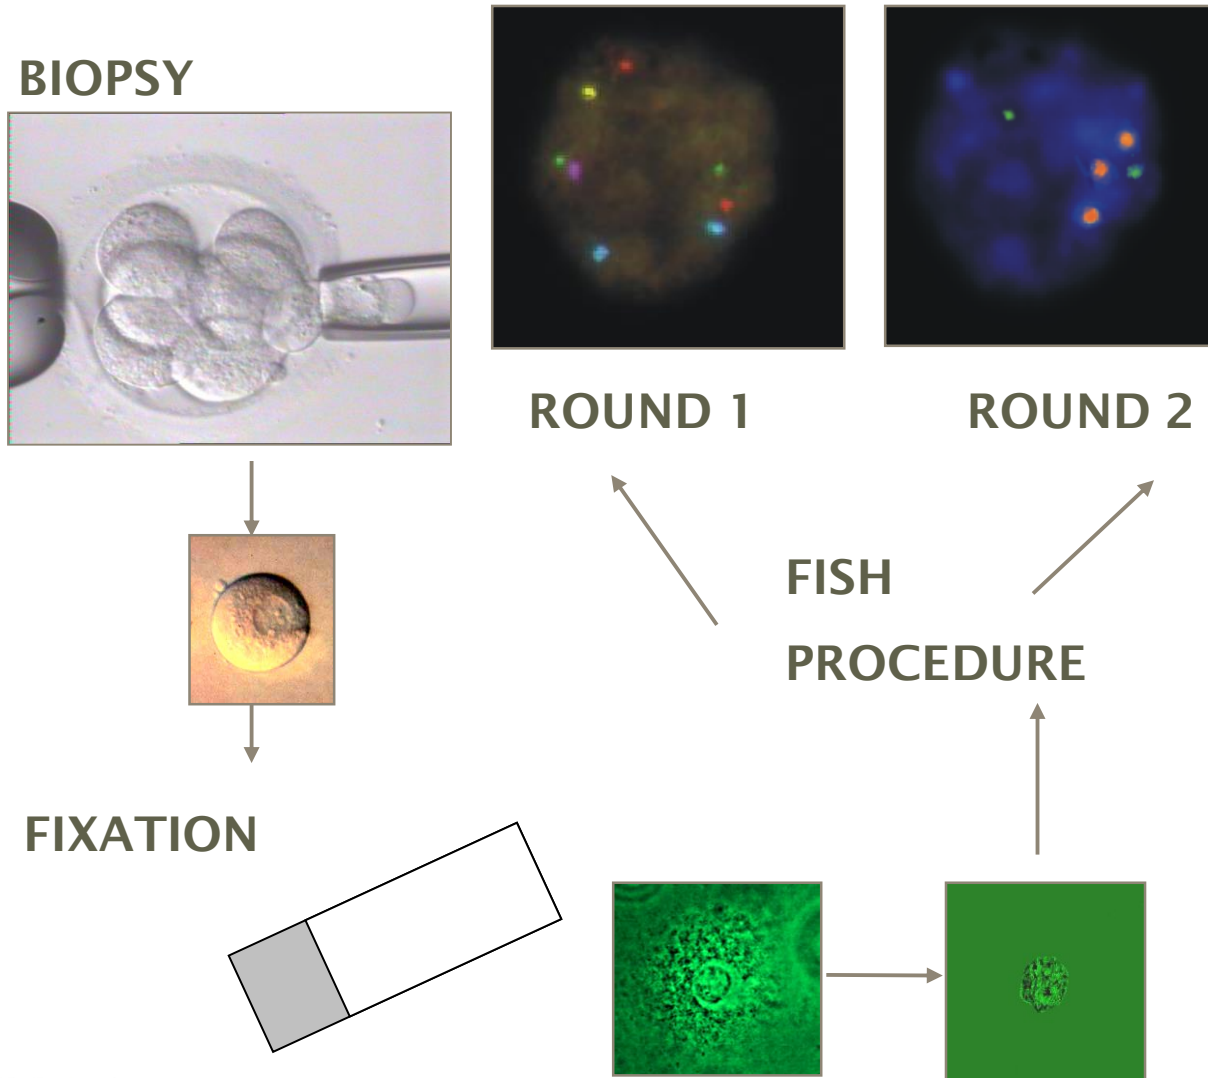 BIOPSY
ROUND 1
ROUND 2
FISH
PROCEDURE
FIXATION